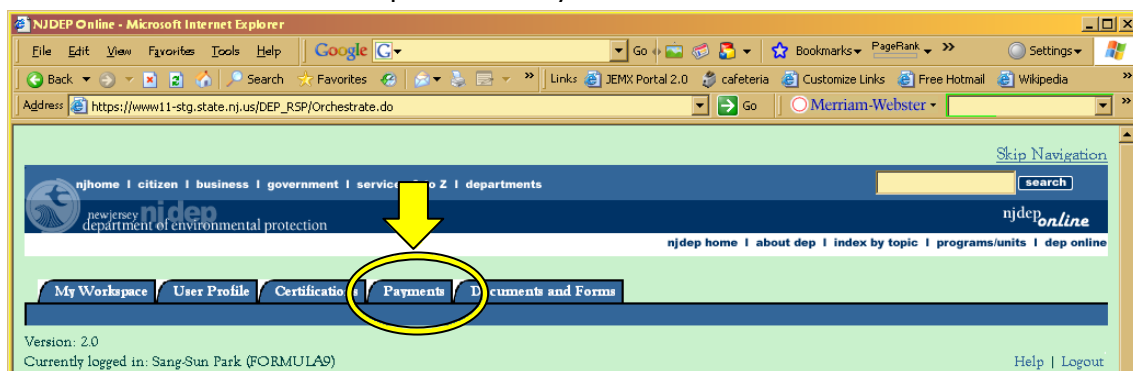 NJDEP Online - Microsoft Internet Explorer
File Edit View Favorites Tools Help Google G Go Bookmarks PageRank » Settings
Back Search Favorites » Links JEMX Portal 2.0 cafeteria Customize Links Free Hotmail Wikipedia »
Address https://www11-stg.state.nj.us/DEP_RSP/Orchestrate.do Go Merriam-Webster »
Skip Navigation
njhome | citizen | business | government | services Z | departments search
newjersey njdep njdeponline
department of environmental protection
njdep home | about dep | index by topic | programs/units | dep online
My Workspace User Profile Certifications Payments Documents and Forms
Version: 2.0
Currently logged in: Sang-Sun Park (FORMULA9) Help | Logout